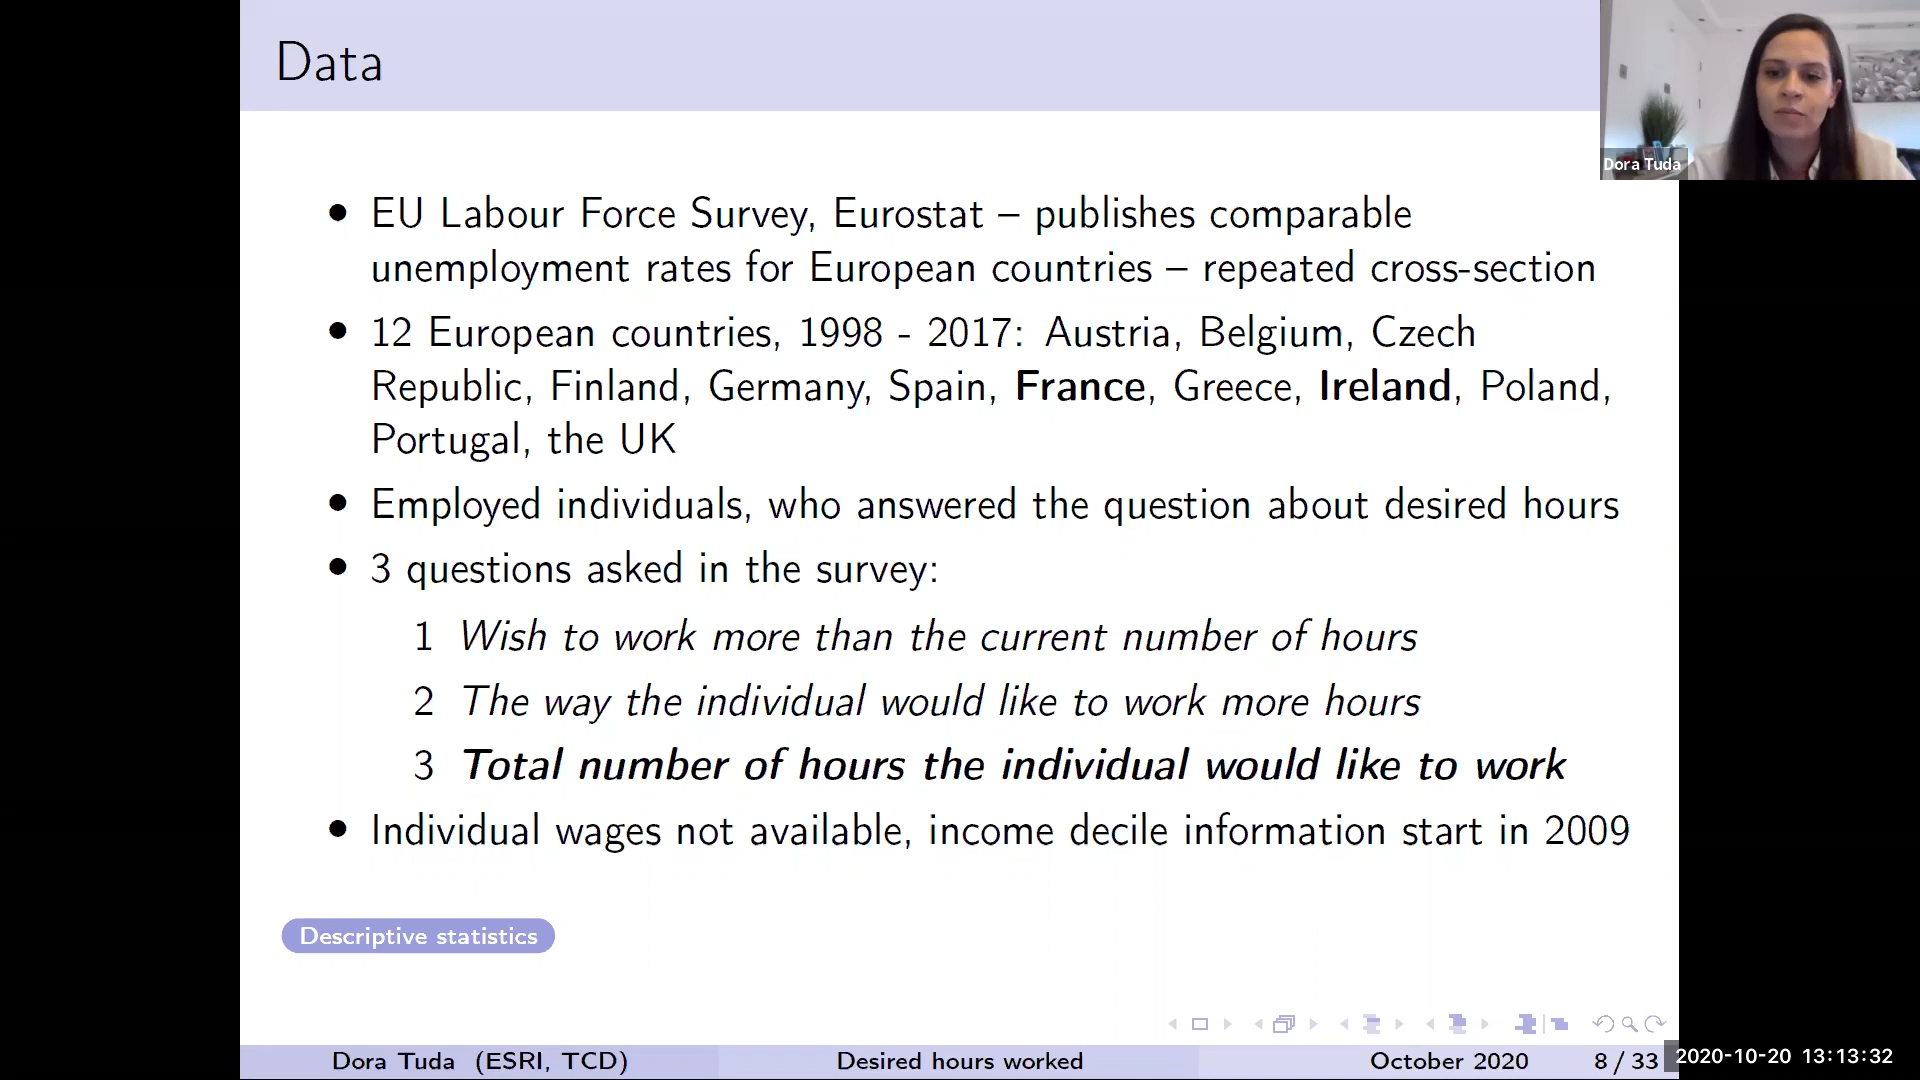 Data
Dora Tuda
• EU Labour Force Survey, Eurostat – publishes comparable
unemployment rates for European countries – repeated cross-section
• 12 European countries, 1998 - 2017: Austria, Belgium, Czech
Republic, Finland, Germany, Spain, France, Greece, Ireland, Poland,
Portugal, the UK
• Employed individuals, who answered the question about desired hours
• 3 questions asked in the survey:
1 Wish to work more than the current number of hours
2 The way the individual would like to work more hours
3 Total number of hours the individual would like to work
• Individual wages not available, income decile information start in 2009
Descriptive statistics
Dora Tuda (ESRI, TCD) Desired hours worked October 2020 8 / 33
2020-10-20 13:13:32